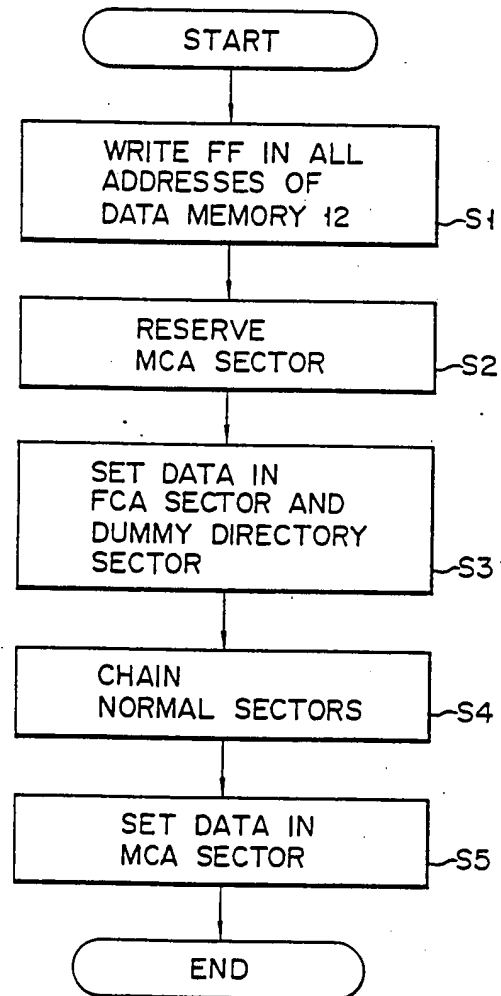 START
WRITE FF IN ALL
ADDRESSES OF
DATA MEMORY 12
S1
RESERVE
MCA SECTOR
S2
SET DATA IN
FCA SECTOR AND
DUMMY DIRECTORY
SECTOR
S3
CHAIN
NORMAL SECTORS
S4
SET DATA IN
MCA SECTOR
S5
END